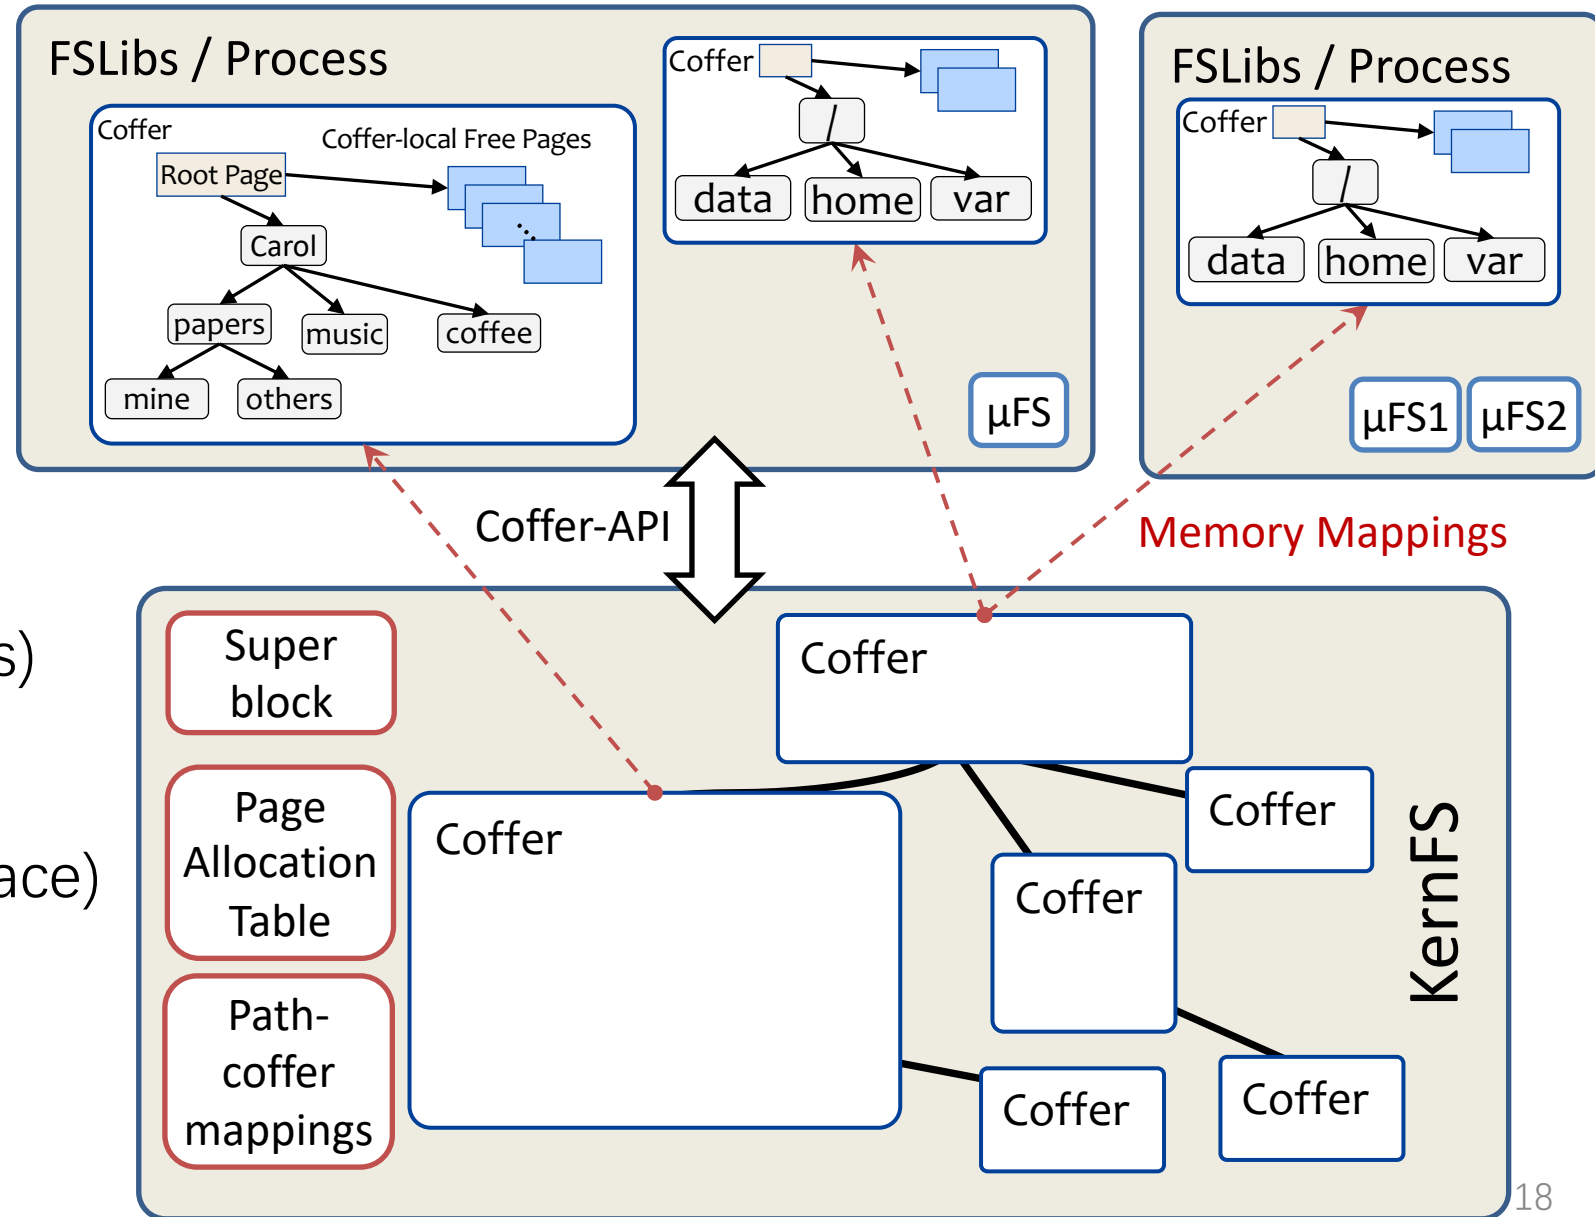 FSLibs / Process
Coffer
Coffer-local Free Pages
Root Page
Carol
papers
music
coffee
mine
others
Coffer
/
data
home
var
μFS
FSLibs / Process
Coffer
/
data
home
var
μFS1
μFS2
Coffer-API
Memory Mappings
s)
ace)
Super
block
Page
Allocation
Table
Path-
coffer
mappings
Coffer
Coffer
Coffer
Coffer
Coffer
Coffer
KernFS
18